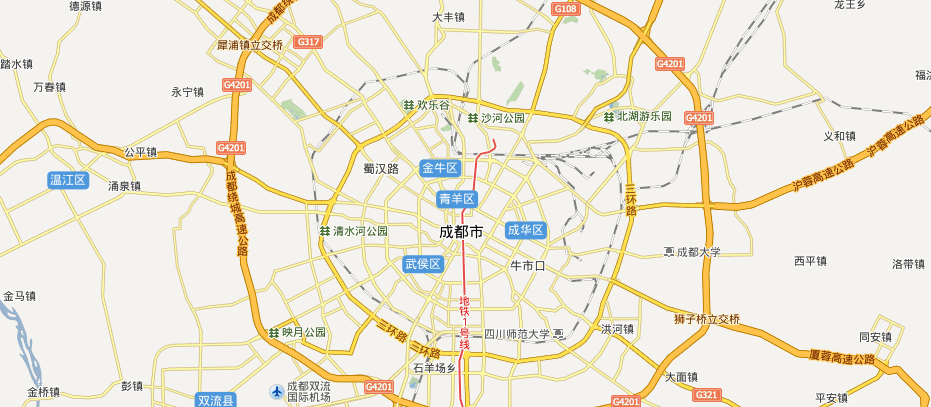 德源镇
大丰镇
G108
龙王乡
成都绕
G317
犀浦镇立交桥
踏水镇
G4201
福洪
万春镇
G4201
永宁镇
欢乐谷
沙河公园
北湖游乐园
G4201
义和镇
沪蓉高速公路
G4201
公平镇
蜀汉路
金牛区
沪蓉高速公路
温江区
涌泉镇
成都绕城高速公路
青羊区
三环路
清水河公园
成都市
成华区
成都大学
武侯区
牛市口
西平镇
洛带镇
金马镇
地铁1号线
映月公园
三环路
三环路
四川师范大学
洪河镇
狮子桥立交桥
同安镇
石羊场乡
厦蓉高速公路
大面镇
金桥镇
彭镇
双流县
成都双流
国际机场
G4201
G4201
G321
平安镇